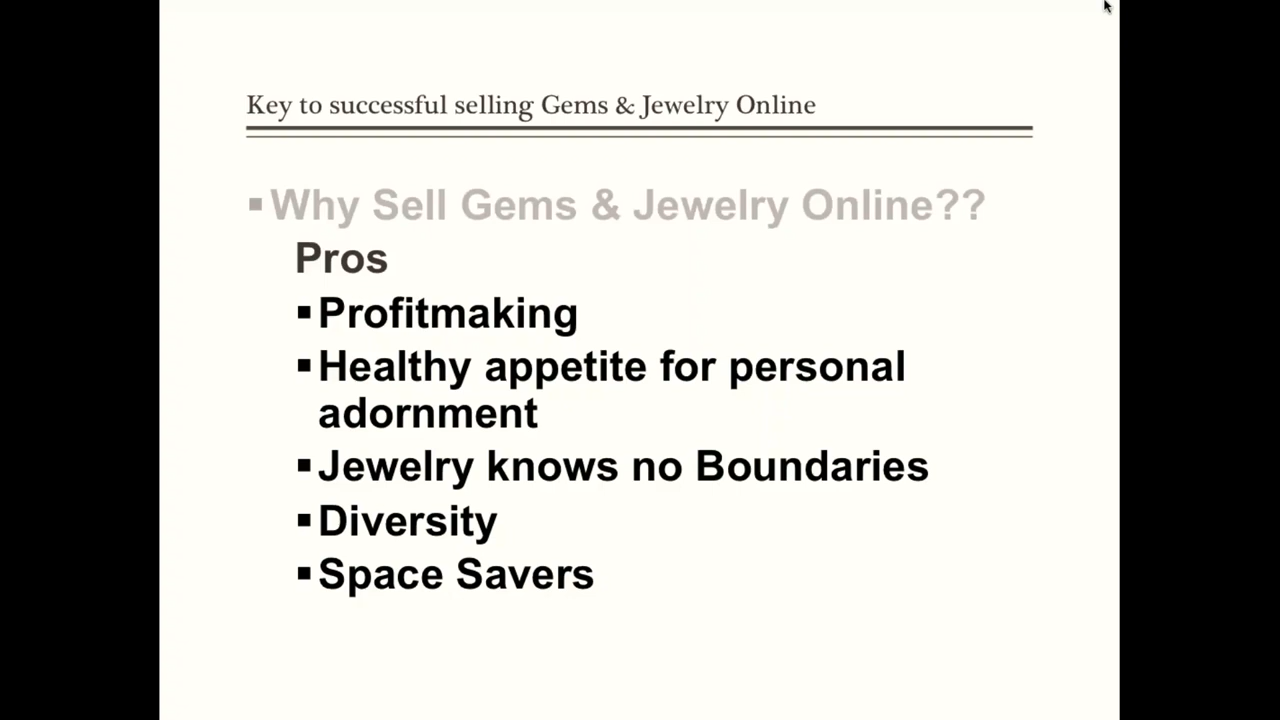 Key to successful selling Gems & Jewelry Online
▪Why Sell Gems & Jewelry Online??
Pros
▪Profitmaking
▪Healthy appetite for personal
adornment
▪Jewelry knows no Boundaries
▪Diversity
▪Space Savers